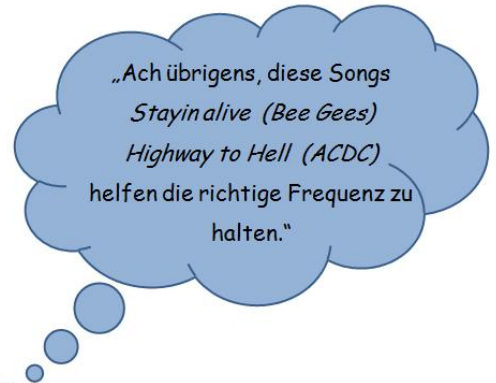 „Ach übrigens, diese Songs
Stayin alive (Bee Gees)
Highway to Hell (ACDC)
helfen die richtige Frequenz zu
halten.“